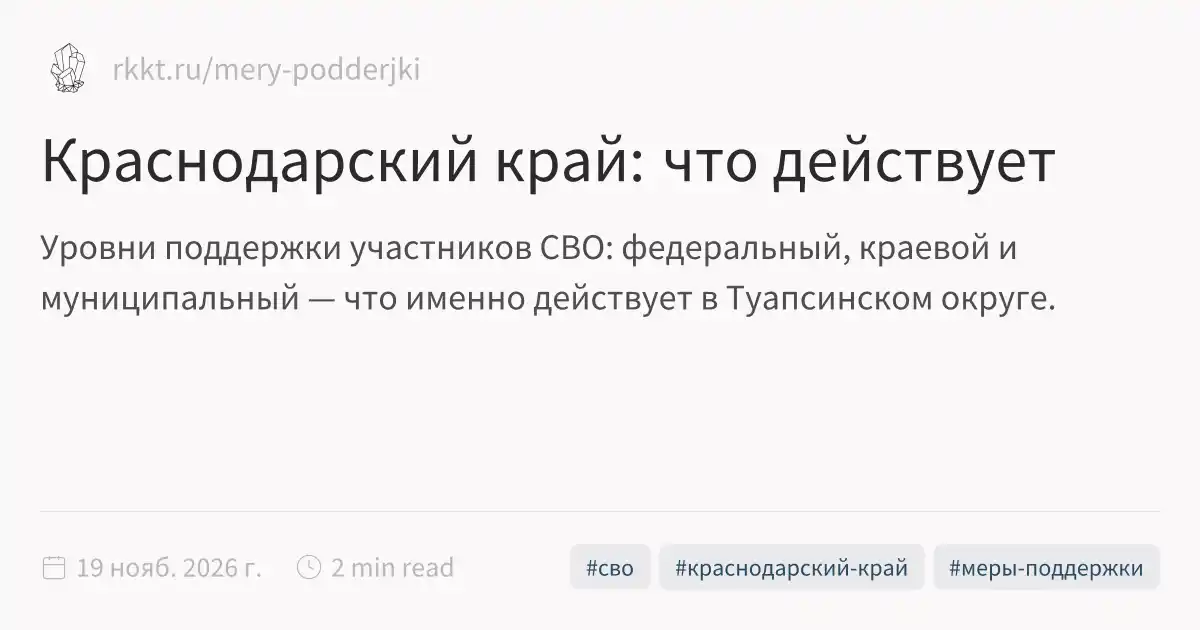 rkkt.ru/mery-podderjki
Краснодарский край: что действует
Уровни поддержки участников СВО: федеральный, краевой и
муниципальный — что именно действует в Туапсинском округе.
19 нояб. 2026 г. 2 min read #сво #краснодарский-край #меры-поддержки